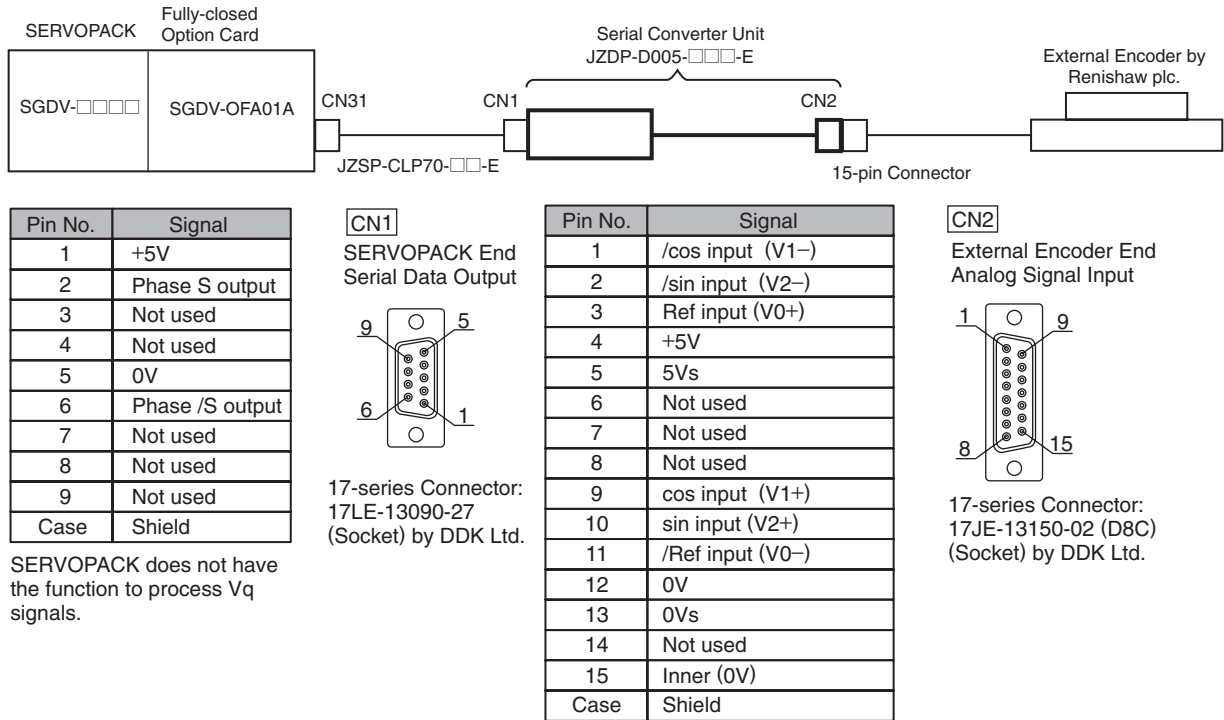 SERVOPACK
Fully-closed
Option Card
Serial Converter Unit
JZDP-D005-□□□-E
External Encoder by
Renishaw plc.
SGDV-□□□□
SGDV-OFA01A
CN31
CN1
CN2
JZSP-CLP70-□□-E
15-pin Connector
Pin No. Signal
1 +5V
2 Phase S output
3 Not used
4 Not used
5 0V
6 Phase /S output
7 Not used
8 Not used
9 Not used
Case Shield
SERVOPACK does not have
the function to process Vq
signals.
CN1
SERVOPACK End
Serial Data Output
9 5
6 1
17-series Connector:
17LE-13090-27
(Socket) by DDK Ltd.
Pin No. Signal
1 /cos input (V1−)
2 /sin input (V2−)
3 Ref input (V0+)
4 +5V
5 5Vs
6 Not used
7 Not used
8 Not used
9 cos input (V1+)
10 sin input (V2+)
11 /Ref input (V0−)
12 0V
13 0Vs
14 Not used
15 Inner (0V)
Case Shield
CN2
External Encoder End
Analog Signal Input
1 9
8 15
17-series Connector:
17JE-13150-02 (D8C)
(Socket) by DDK Ltd.